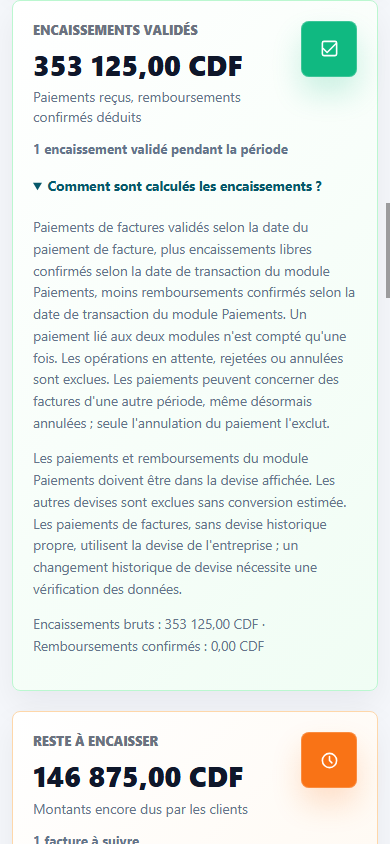 ENCAISSEMENTS VALIDÉS
353 125,00 CDF
Paiements reçus, remboursements
confirmés déduits
1 encaissement validé pendant la période
▼ Comment sont calculés les encaissements ?
Paiements de factures validés selon la date du
paiement de facture, plus encaissements libres
confirmés selon la date de transaction du module
Paiements, moins remboursements confirmés selon la
date de transaction du module Paiements. Un
paiement lié aux deux modules n'est compté qu'une
fois. Les opérations en attente, rejetées ou annulées
sont exclues. Les paiements peuvent concerner des
factures d'une autre période, même désormais
annulées ; seule l'annulation du paiement l'exclut.
Les paiements et remboursements du module
Paiements doivent être dans la devise affichée. Les
autres devises sont exclues sans conversion estimée.
Les paiements de factures, sans devise historique
propre, utilisent la devise de l'entreprise ; un
changement historique de devise nécessite une
vérification des données.
Encaissements bruts : 353 125,00 CDF ·
Remboursements confirmés : 0,00 CDF
RESTE À ENCAISSER
146 875,00 CDF
Montants encore dus par les clients
1 facture à suivre